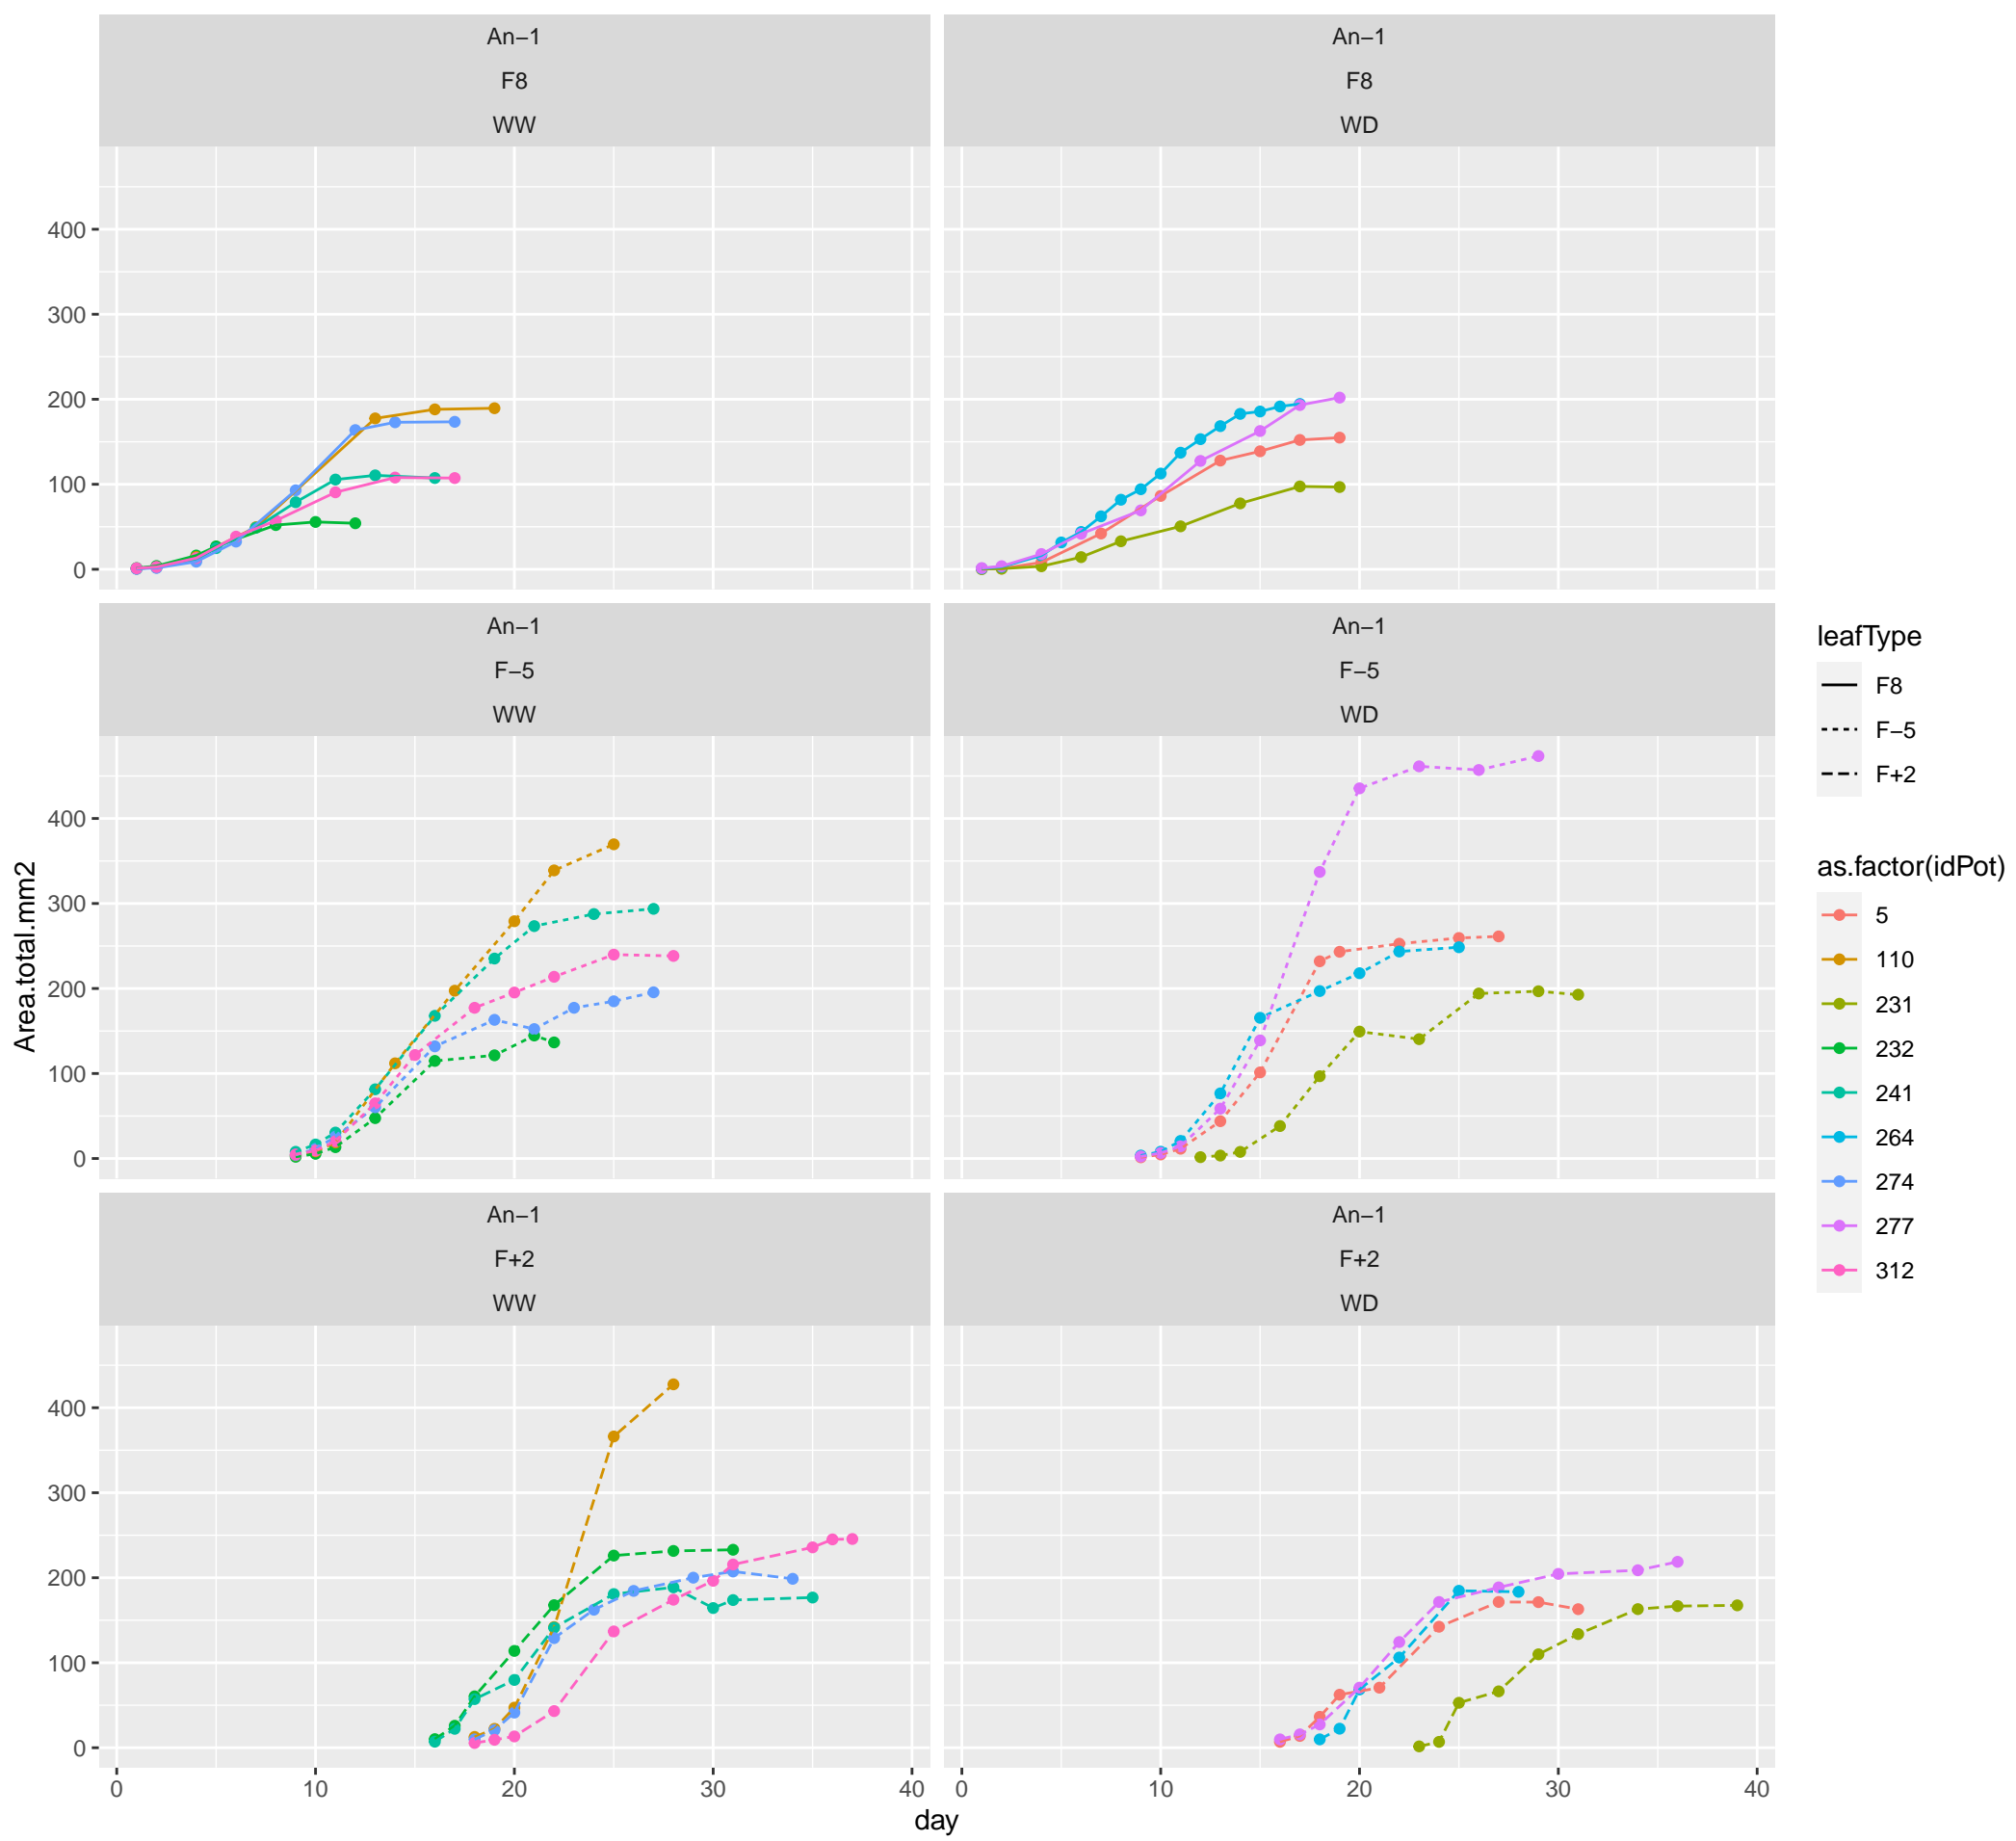 An−1
F8
WW
An−1
F8
WD
400
300
200
100
0
An−1
F−5
WW
An−1
F−5
WD
400
300
200
100
0
An−1
F+2
WW
An−1
F+2
WD
400
300
200
100
0
0 10 20 30 40
0 10 20 30 40
day
Area.total.mm2
leafType
F8
F−5
F+2
as.factor(idPot)
5
110
231
232
241
264
274
277
312